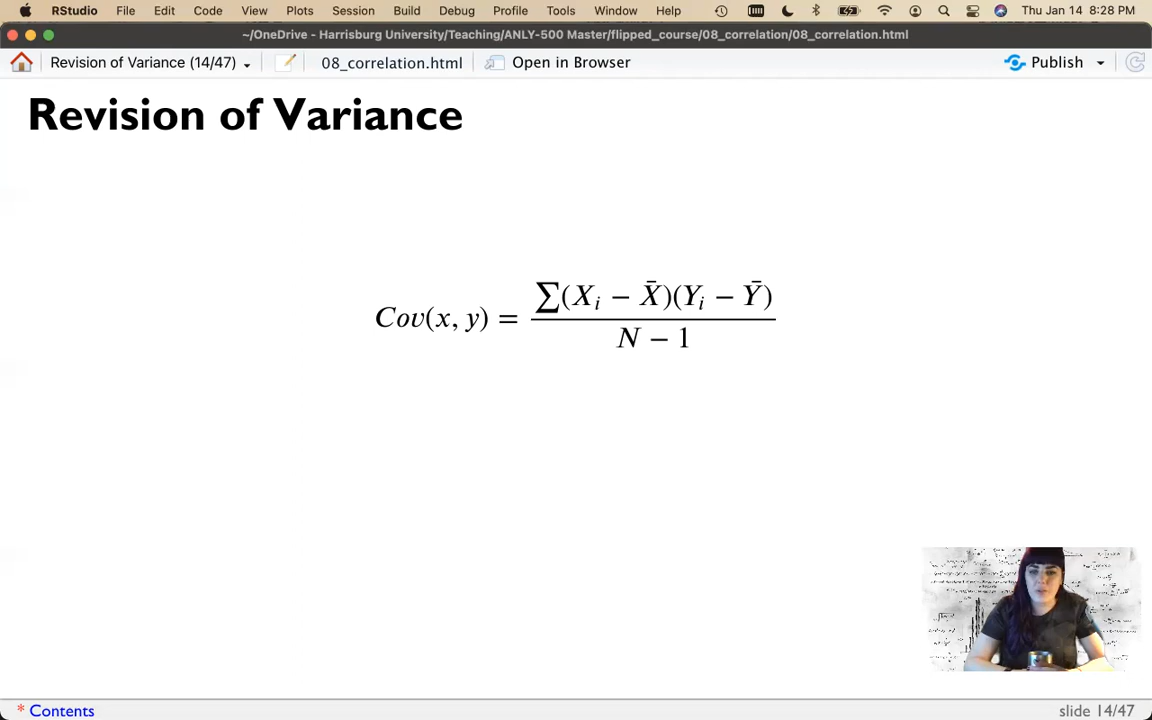 RStudio File Edit Code View Plots Session Build Debug Profile Tools Window Help Thu Jan 14 8:28 PM
~/OneDrive - Harrisburg University/Teaching/ANLY-500 Master/flipped_course/08_correlation/08_correlation.html
Revision of Variance (14/47) 08_correlation.html Open in Browser Publish
Revision of Variance
Cov(x, y) = ∑(Xᵢ − X̄)(Yᵢ − Ȳ) / N − 1
* Contents slide 14/47